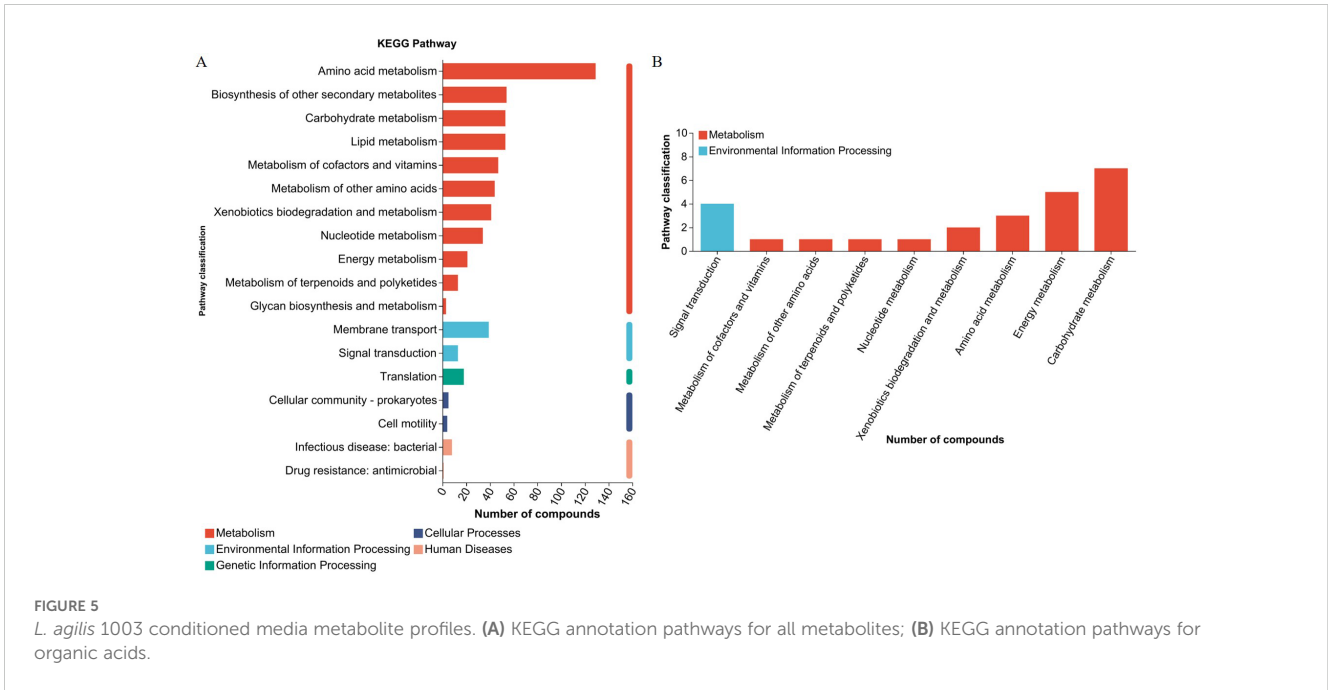 KEGG Pathway
A
Amino acid metabolism
Biosynthesis of other secondary metabolites
Carbohydrate metabolism
Lipid metabolism
Metabolism of cofactors and vitamins
Metabolism of other amino acids
Xenobiotics biodegradation and metabolism
Nucleotide metabolism
Energy metabolism
Metabolism of terpenoids and polyketides
Glycan biosynthesis and metabolism
Membrane transport
Signal transduction
Translation
Cellular community - prokaryotes
Cell motility
Infectious disease: bacterial
Drug resistance: antimicrobial
Pathway classification
0 20 40 60 80 100 120 140 160
Number of compounds
Metabolism
Environmental Information Processing
Genetic Information Processing
Cellular Processes
Human Diseases
B
Metabolism
Environmental Information Processing
Pathway classification
10
8
6
4
2
0
Signal transduction
Metabolism of cofactors and vitamins
Metabolism of other amino acids
Metabolism of terpenoids and polyketides
Nucleotide metabolism
Xenobiotics biodegradation and metabolism
Amino acid metabolism
Energy metabolism
Carbohydrate metabolism
Number of compounds
FIGURE 5
L. agilis 1003 conditioned media metabolite profiles. (A) KEGG annotation pathways for all metabolites; (B) KEGG annotation pathways for
organic acids.